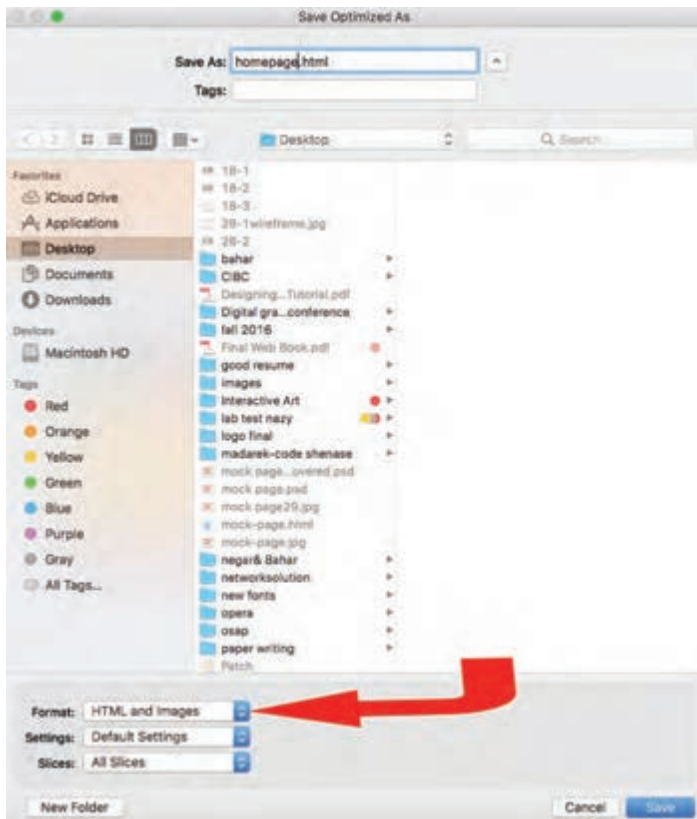 Save Optimized As
Save As: homepage.html
Tags:
Desktop
Search
Favorites
iCloud Drive
Applications
Desktop
Documents
Downloads
Devices
Macintosh HD
Tags
Red
Orange
Yellow
Green
Blue
Purple
Gray
All Tags...
18-1
18-2
18-3
29-1wireframe.jpg
26-2
bahar
CIBC
Designing...Tutorial.pdf
Digital gra...conference
fall 2016
Final Web Book.pdf
good resume
images
Interactive Art
lab test nazy
logo final
madarek-code shenase
mock page...overed.psd
mock page.psd
mock page29.jpg
mock-page.html
mock-page.jpg
negar& Bahar
networksolution
new fonts
opera
osap
paper writing
Patch
Format: HTML and Images
Settings: Default Settings
Slices: All Slices
New Folder
Cancel
Save